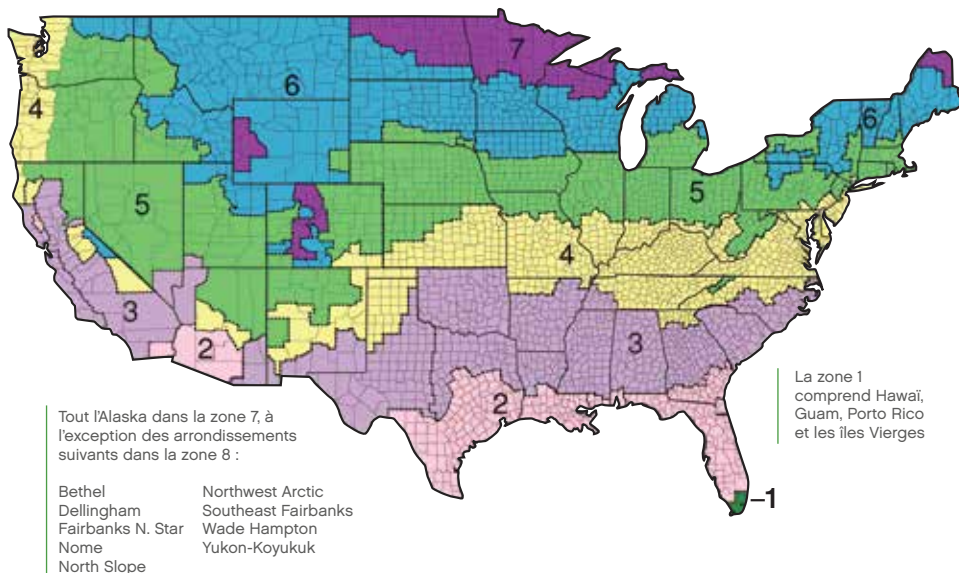 7
6
4
6
5
5
4
3
2
3
2
–1
La zone 1
comprend Hawaï,
Guam, Porto Rico
et les îles Vierges
Tout l'Alaska dans la zone 7, à
l'exception des arrondissements
suivants dans la zone 8 :
Bethel
Dellingham
Fairbanks N. Star
Nome
North Slope
Northwest Arctic
Southeast Fairbanks
Wade Hampton
Yukon-Koyukuk